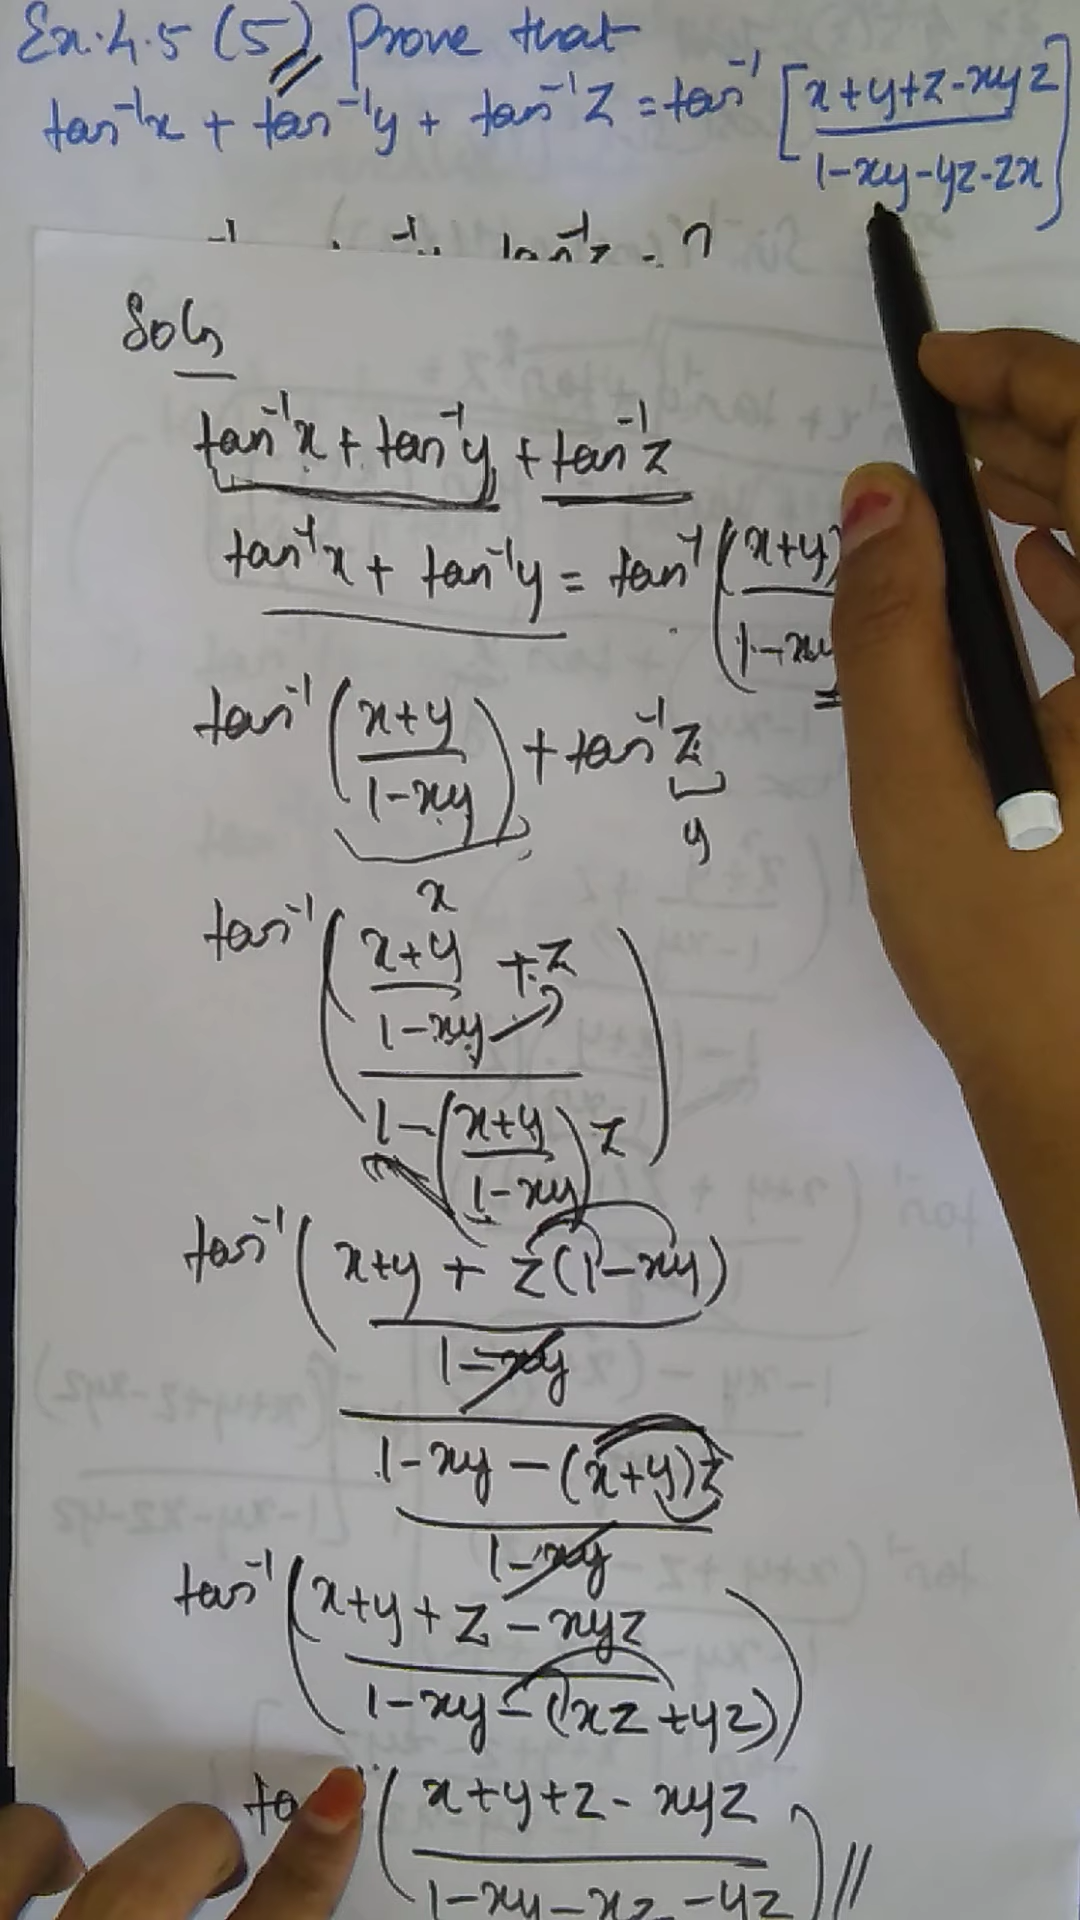 Ex.4.5 (5) Prove that
tan⁻¹x + tan⁻¹y + tan⁻¹z = tan⁻¹ [x+y+z-xyz / 1-xy-yz-zx]
Soln
tan⁻¹x + tan⁻¹y + tan⁻¹z
tan⁻¹x + tan⁻¹y = tan⁻¹ (x+y / 1-xy
tan⁻¹ (x+y / 1-xy) + tan⁻¹z
y
x
tan⁻¹ (x+y / 1-xy + z / 1-(x+y / 1-xy) z)
tan⁻¹ (x+y + z(1-xy) / 1-xy
1-xy-(x+y)z / 1-xy
tan⁻¹ (x+y+z-xyz / 1-xy-(xz+yz))
(x+y+z-xyz / 1-xy-xz-yz) //